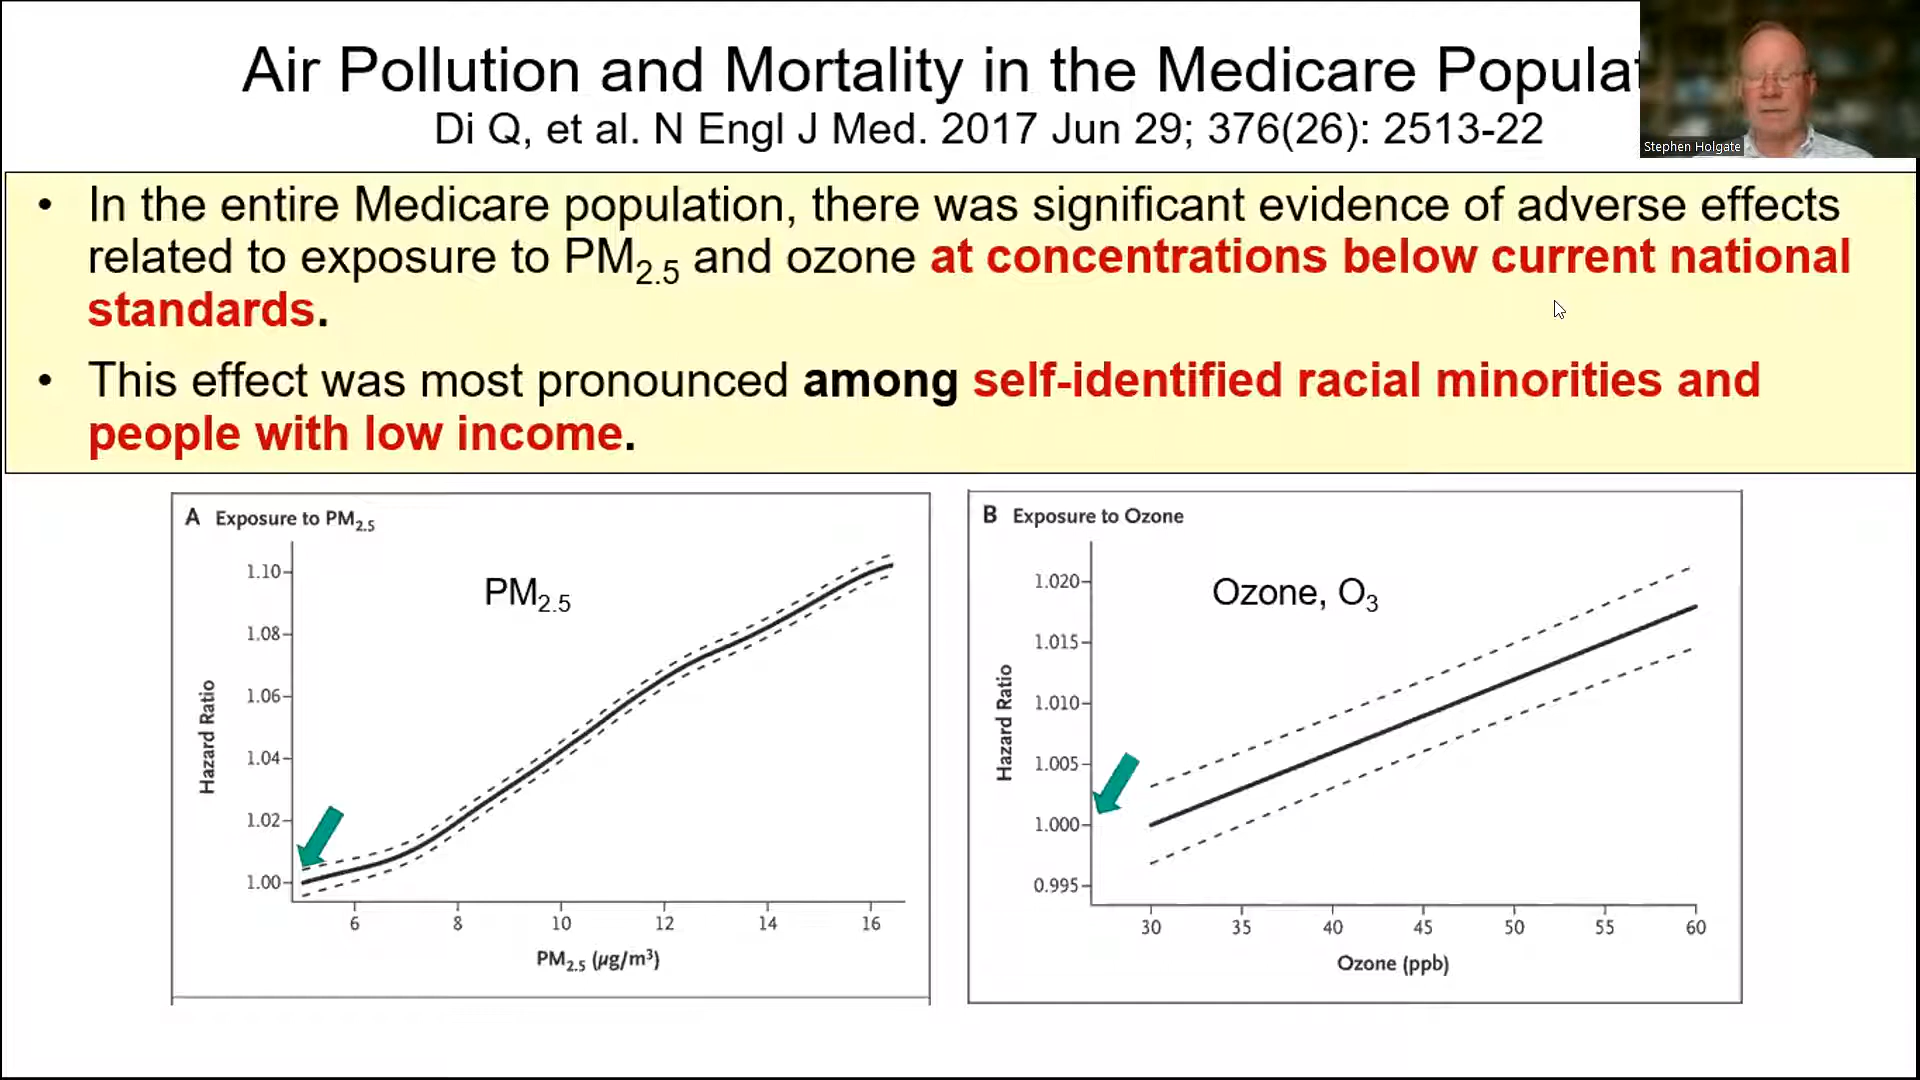 Air Pollution and Mortality in the Medicare Populat
Di Q, et al. N Engl J Med. 2017 Jun 29; 376(26): 2513-22
Stephen Holgate
• In the entire Medicare population, there was significant evidence of adverse effects
related to exposure to PM2.5 and ozone at concentrations below current national
standards.
• This effect was most pronounced among self-identified racial minorities and
people with low income.
A Exposure to PM2.5
PM2.5
Hazard Ratio
1.10
1.08
1.06
1.04
1.02
1.00
6 8 10 12 14 16
PM2.5 (µg/m³)
B Exposure to Ozone
Ozone, O3
Hazard Ratio
1.020
1.015
1.010
1.005
1.000
0.995
30 35 40 45 50 55 60
Ozone (ppb)